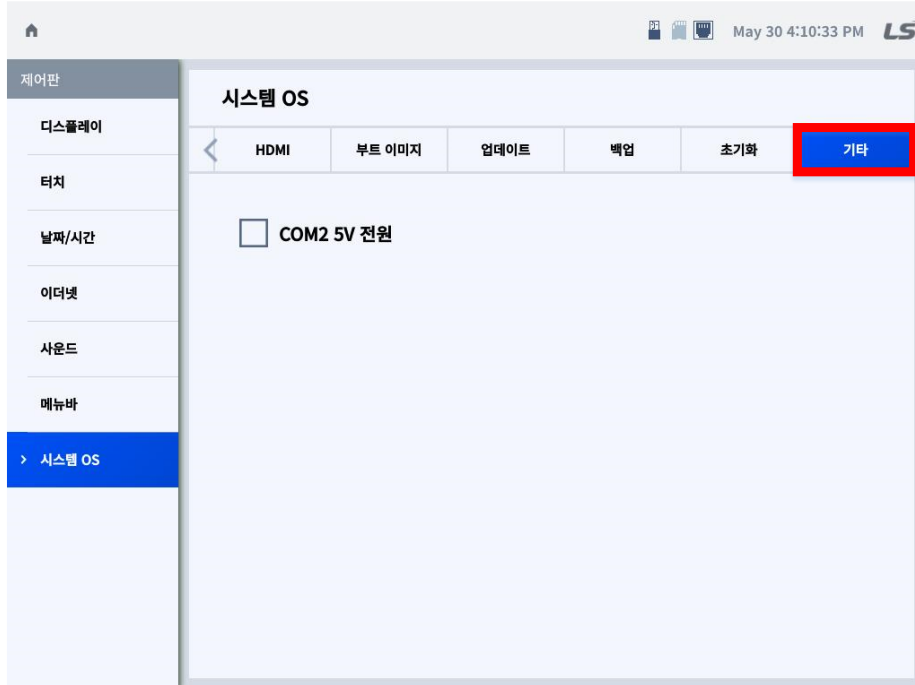 May 30 4:10:33 PM LS
제어판
디스플레이
터치
날짜/시간
이더넷
사운드
메뉴바
시스템 OS
시스템 OS
HDMI 부트 이미지 업데이트 백업 초기화 기타
COM2 5V 전원